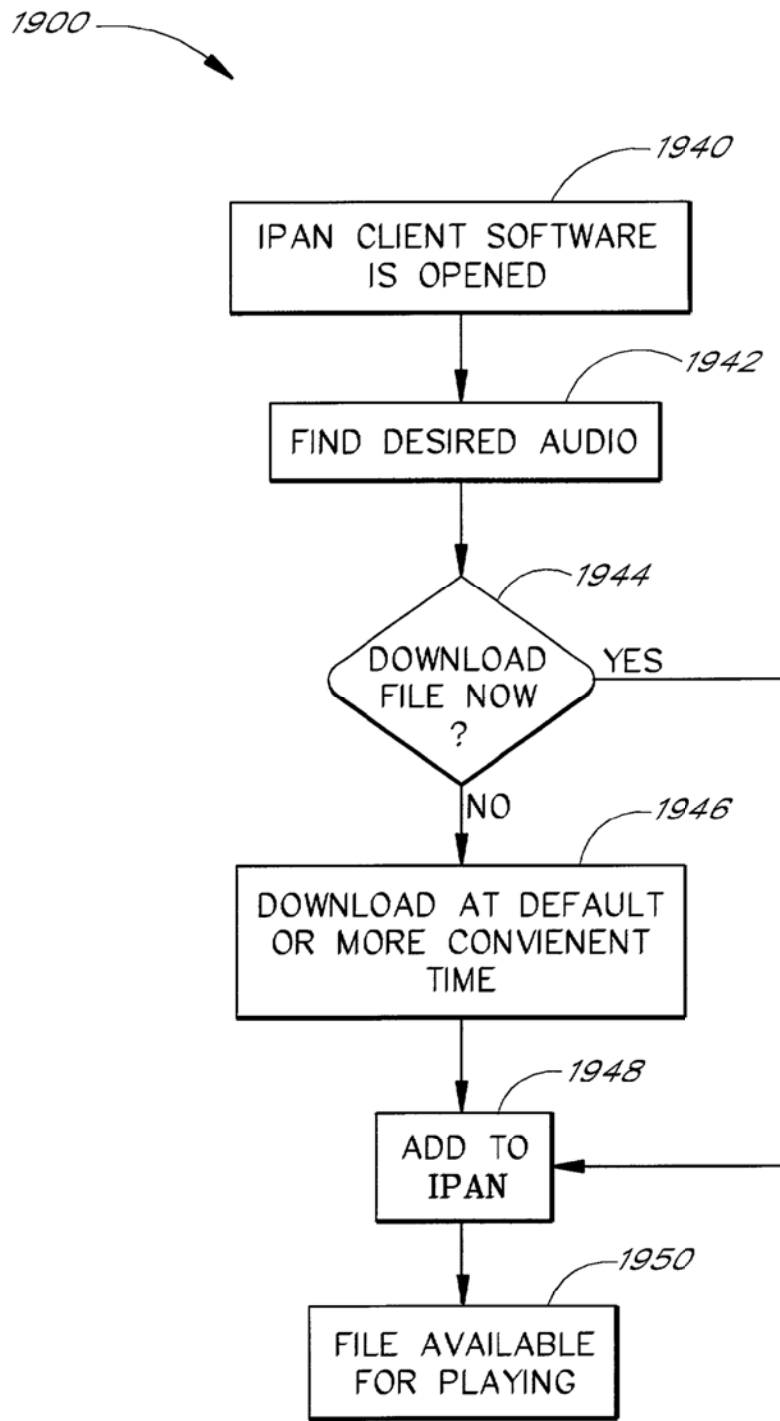 1900
1940
IPAN CLIENT SOFTWARE
IS OPENED
1942
FIND DESIRED AUDIO
1944
DOWNLOAD
FILE NOW
?
YES
NO
1946
DOWNLOAD AT DEFAULT
OR MORE CONVIENENT
TIME
1948
ADD TO
IPAN
1950
FILE AVAILABLE
FOR PLAYING